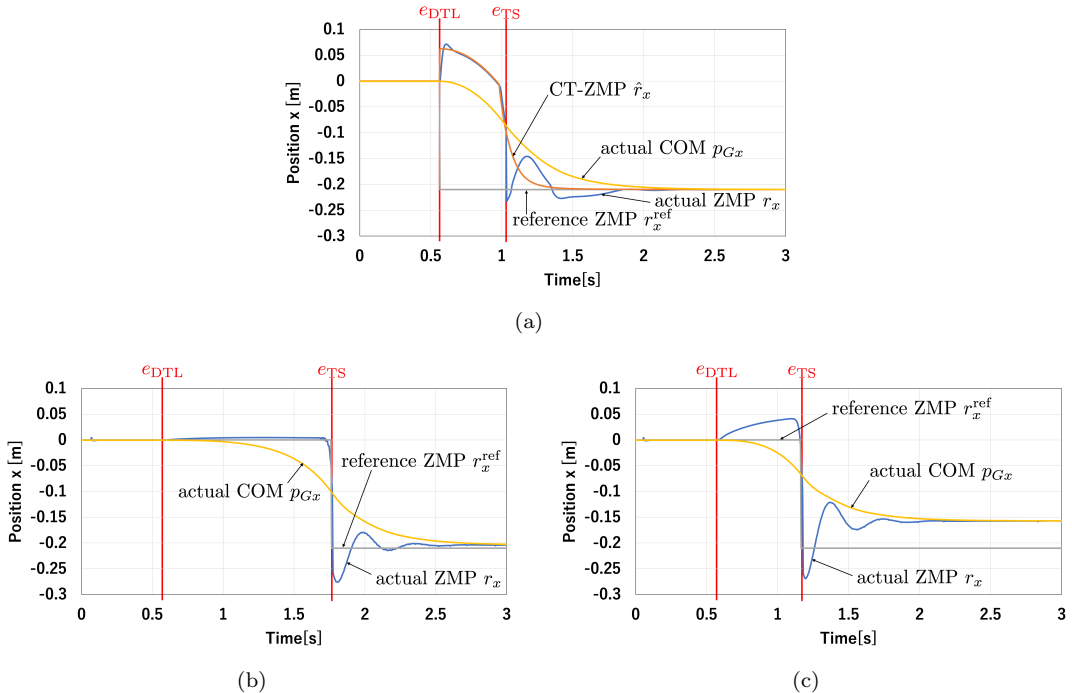 e_DTL e_TS
0.1
0.05
0
-0.05
-0.1
-0.15
-0.2
-0.25
-0.3
Position x [m]
CT-ZMP r̂_x
actual COM p_Gx
actual ZMP r_x
reference ZMP r_x^ref
0 0.5 1 1.5 2 2.5 3
Time[s]
(a)
e_DTL e_TS
0.1
0.05
0
-0.05
-0.1
-0.15
-0.2
-0.25
-0.3
Position x [m]
reference ZMP r_x^ref
actual COM p_Gx
actual ZMP r_x
0 0.5 1 1.5 2 2.5 3
Time[s]
(b)
e_DTL e_TS
0.1
0.05
0
-0.05
-0.1
-0.15
-0.2
-0.25
-0.3
Position x [m]
reference ZMP r_x^ref
actual COM p_Gx
actual ZMP r_x
0 0.5 1 1.5 2 2.5 3
Time[s]
(c)